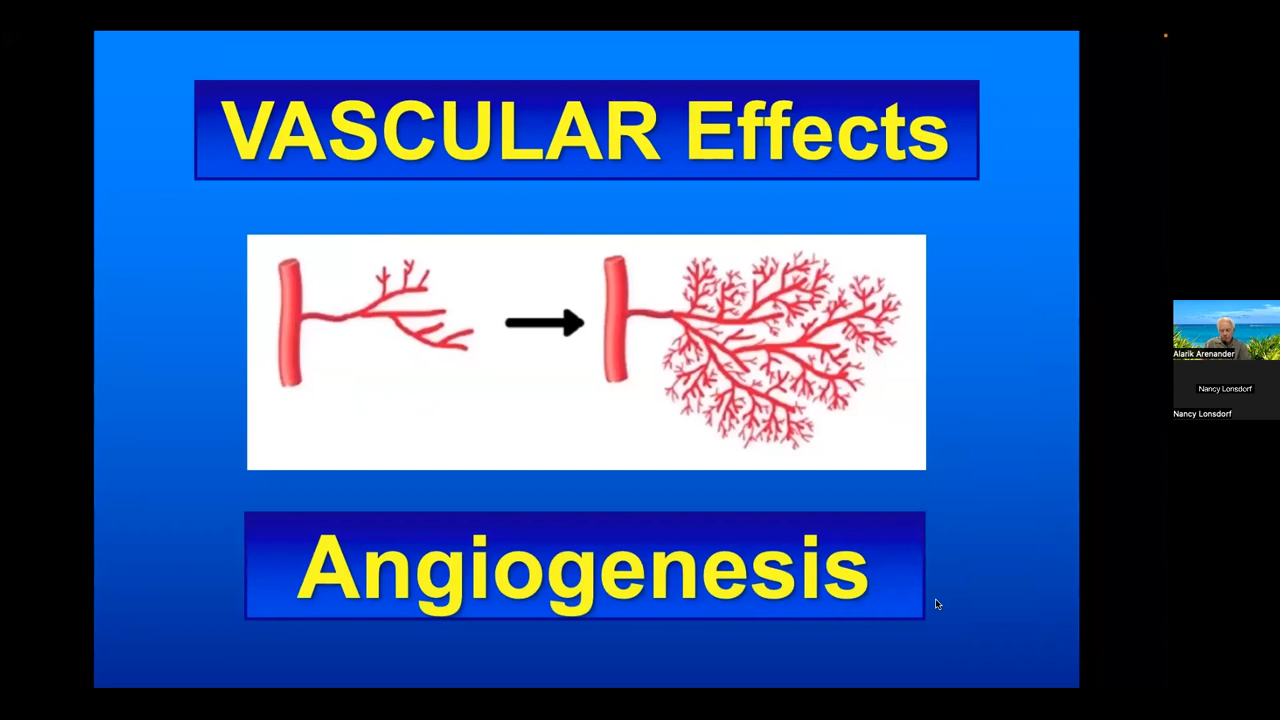 VASCULAR Effects
Angiogenesis
Alarik Arenander
Nancy Lonsdorf
Nancy Lonsdorf